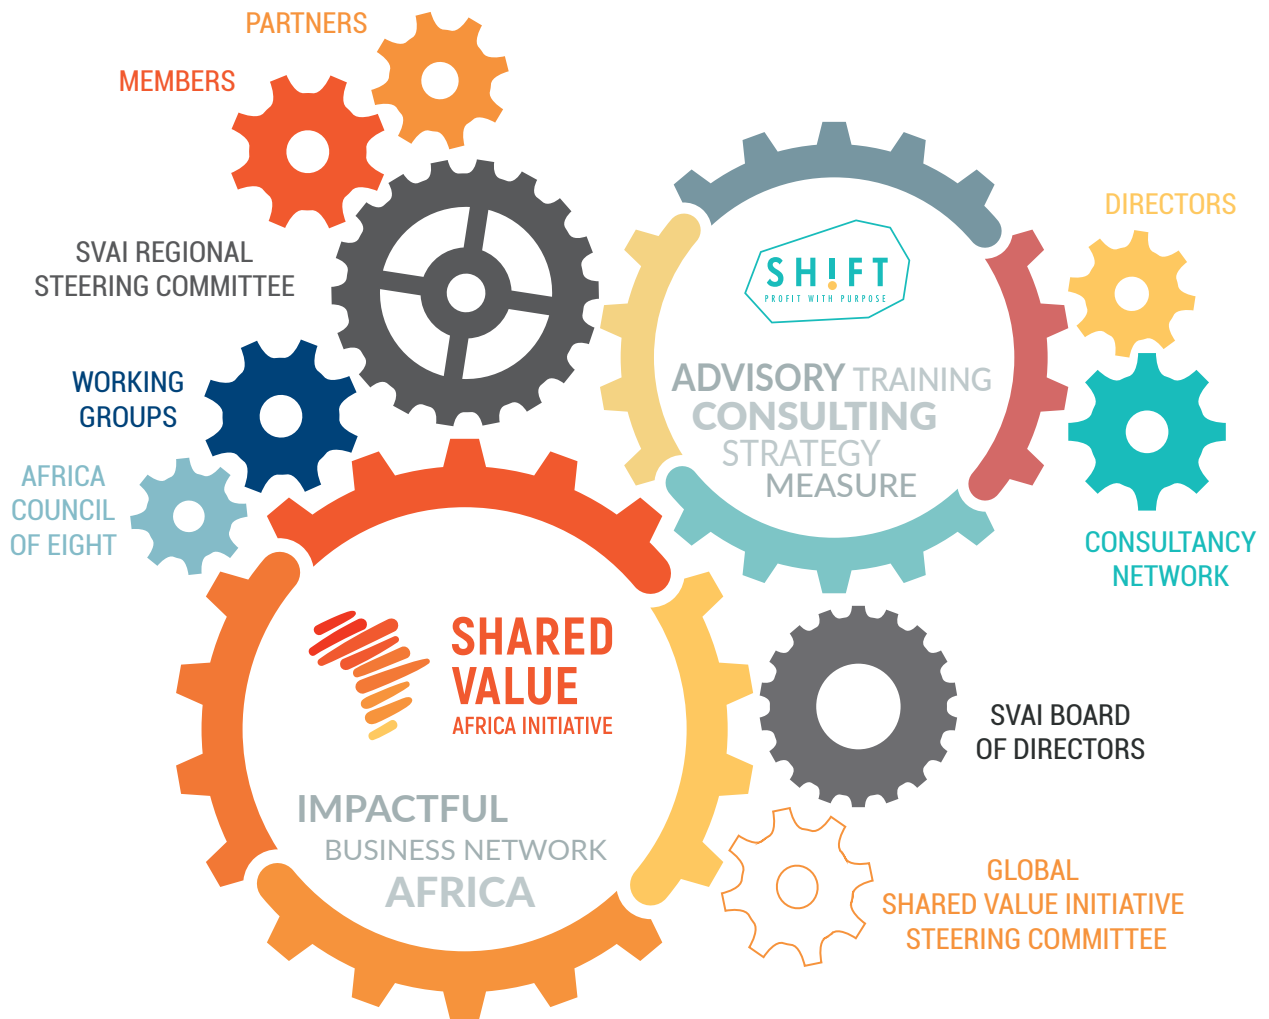 PARTNERS
MEMBERS
SVAI REGIONAL
STEERING COMMITTEE
WORKING
GROUPS
AFRICA
COUNCIL
OF EIGHT
SH!FT
PROFIT WITH PURPOSE
ADVISORY TRAINING
CONSULTING
STRATEGY
MEASURE
DIRECTORS
CONSULTANCY
NETWORK
SHARED
VALUE
AFRICA INITIATIVE
IMPACTFUL
BUSINESS NETWORK
AFRICA
SVAI BOARD
OF DIRECTORS
GLOBAL
SHARED VALUE INITIATIVE
STEERING COMMITTEE